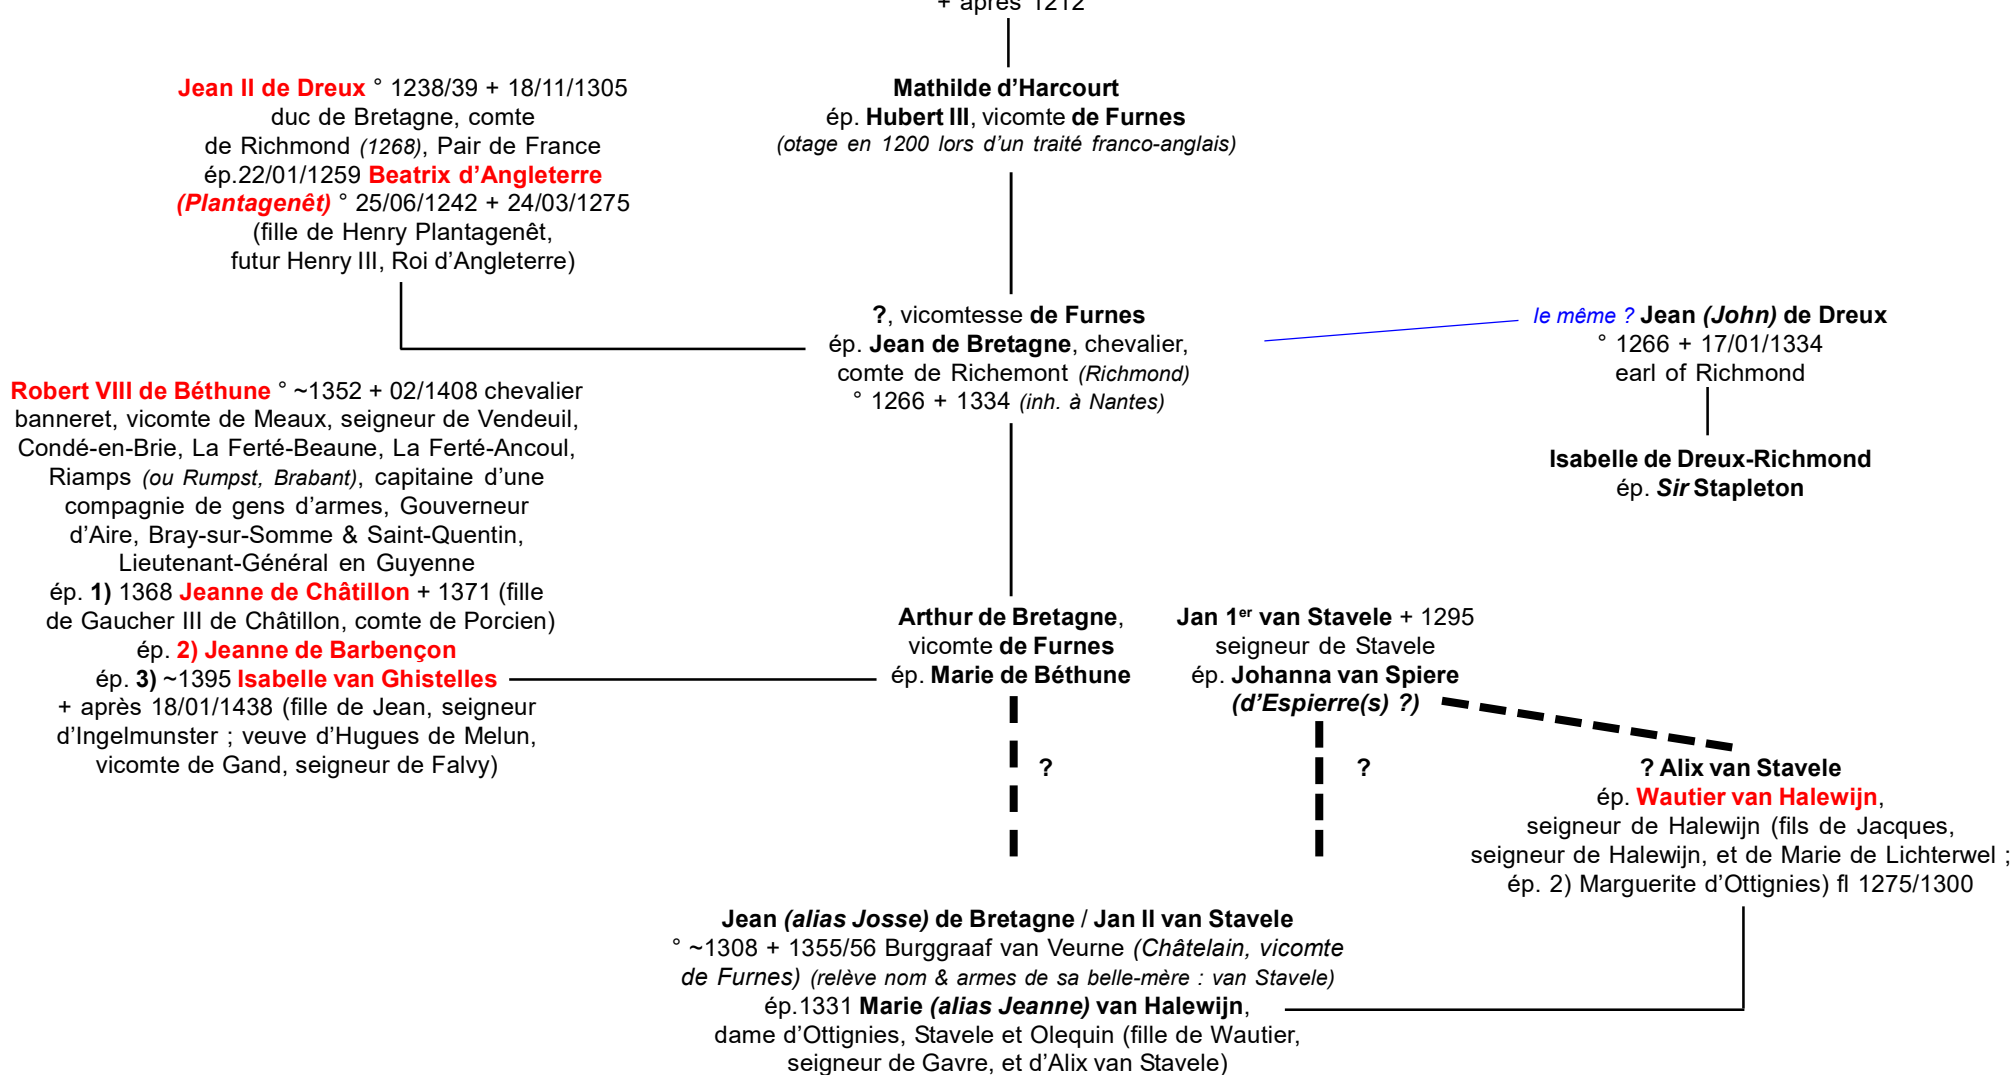 + après 1212
Jean II de Dreux ° 1238/39 + 18/11/1305
duc de Bretagne, comte
de Richmond (1268), Pair de France
ép.22/01/1259 Beatrix d'Angleterre
(Plantagenêt) ° 25/06/1242 + 24/03/1275
(fille de Henry Plantagenêt,
futur Henry III, Roi d'Angleterre)
Mathilde d'Harcourt
ép. Hubert III, vicomte de Furnes
(otage en 1200 lors d'un traité franco-anglais)
?, vicomtesse de Furnes
ép. Jean de Bretagne, chevalier,
comte de Richemont (Richmond)
° 1266 + 1334 (inh. à Nantes)
le même ? Jean (John) de Dreux
° 1266 + 17/01/1334
earl of Richmond
Isabelle de Dreux-Richmond
ép. Sir Stapleton
Robert VIII de Béthune ° ~1352 + 02/1408 chevalier
banneret, vicomte de Meaux, seigneur de Vendeuil,
Condé-en-Brie, La Ferté-Beaune, La Ferté-Ancoul,
Riamps (ou Rumpst, Brabant), capitaine d'une
compagnie de gens d'armes, Gouverneur
d'Aire, Bray-sur-Somme & Saint-Quentin,
Lieutenant-Général en Guyenne
ép. 1) 1368 Jeanne de Châtillon + 1371 (fille
de Gaucher III de Châtillon, comte de Porcien)
ép. 2) Jeanne de Barbençon
ép. 3) ~1395 Isabelle van Ghistelles
+ après 18/01/1438 (fille de Jean, seigneur
d'Ingelmunster ; veuve d'Hugues de Melun,
vicomte de Gand, seigneur de Falvy)
Arthur de Bretagne,
vicomte de Furnes
ép. Marie de Béthune
?
Jan 1er van Stavele + 1295
seigneur de Stavele
ép. Johanna van Spiere
(d'Espierre(s) ?)
?
? Alix van Stavele
ép. Wautier van Halewijn,
seigneur de Halewijn (fils de Jacques,
seigneur de Halewijn, et de Marie de Lichterwel ;
ép. 2) Marguerite d'Ottignies) fl 1275/1300
Jean (alias Josse) de Bretagne / Jan II van Stavele
° ~1308 + 1355/56 Burggraaf van Veurne (Châtelain, vicomte
de Furnes) (relève nom & armes de sa belle-mère : van Stavele)
ép.1331 Marie (alias Jeanne) van Halewijn,
dame d'Ottignies, Stavele et Olequin (fille de Wautier,
seigneur de Gavre, et d'Alix van Stavele)